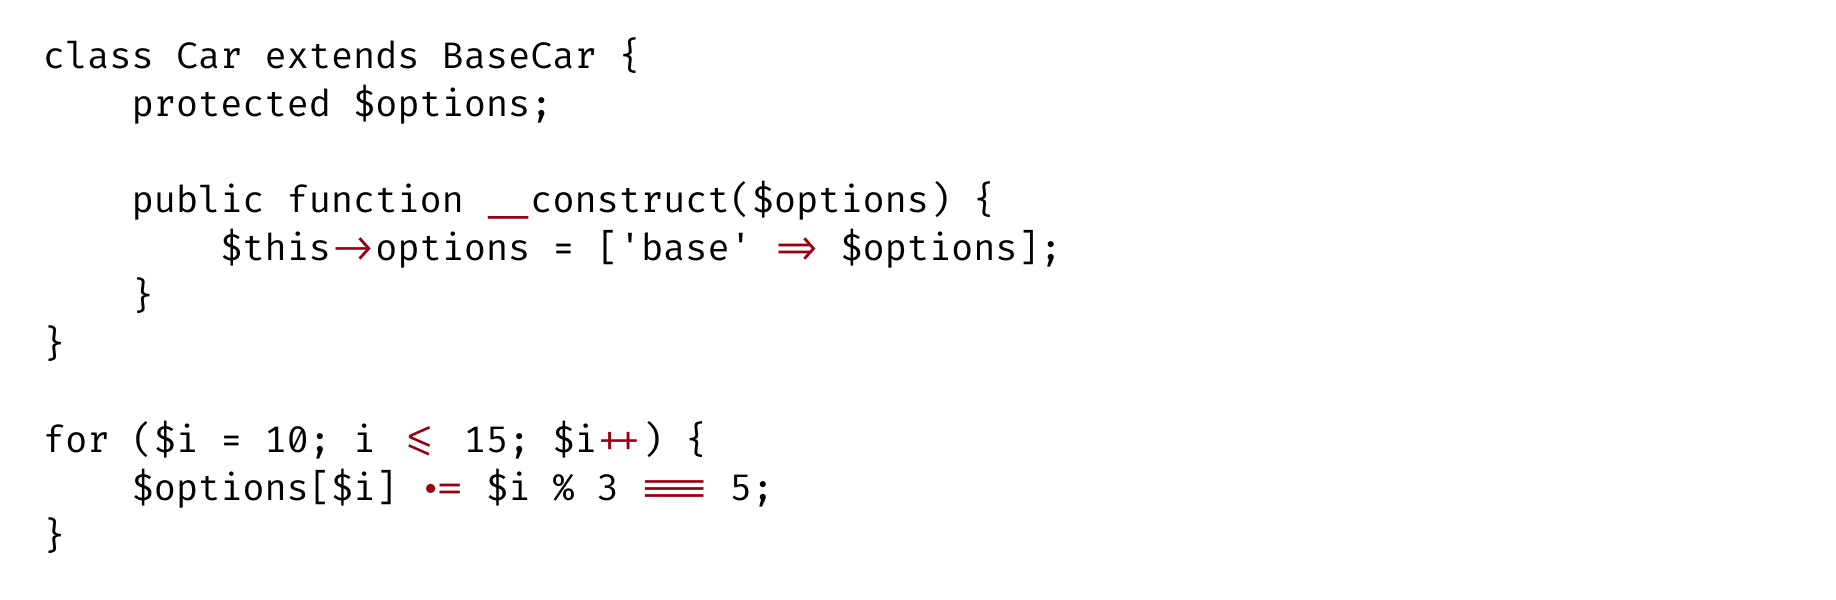 class Car extends BaseCar {
    protected $options;

    public function __construct($options) {
        $this->options = ['base' => $options];
    }
}

for ($i = 10; i <= 15; $i++) {
    $options[$i] .= $i % 3 === 5;
}